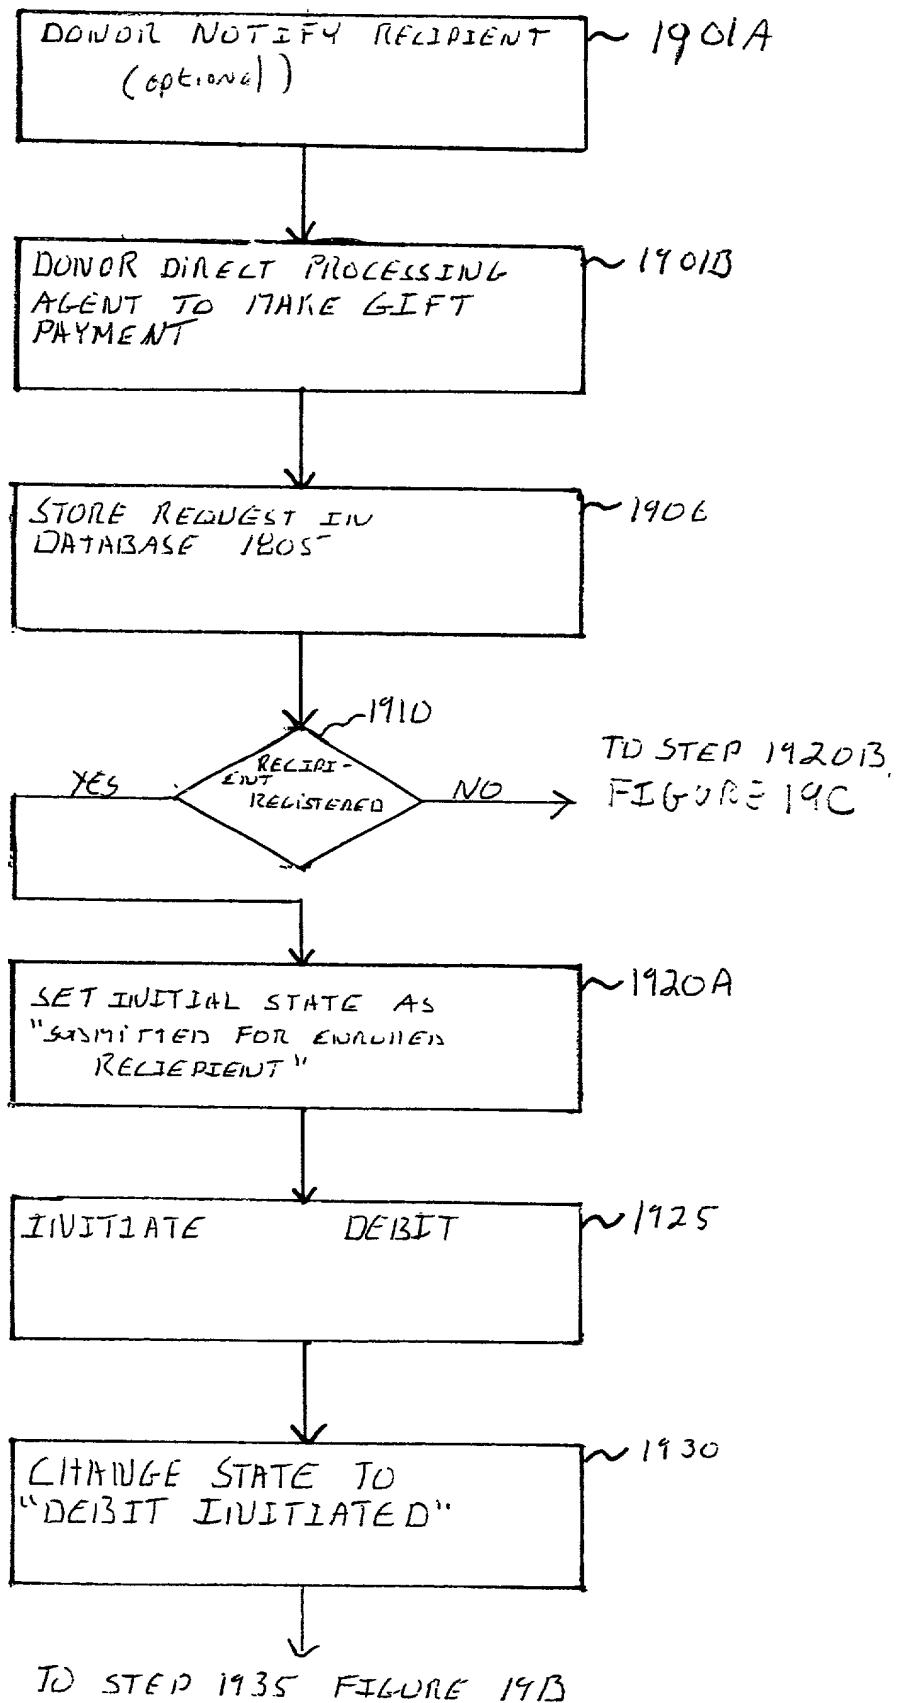 DONOR NOTIFY RECIPIENT
(optional)
1901A
DONOR DIRECT PROCESSING
AGENT TO MAKE GIFT
PAYMENT
1901B
STORE REQUEST IN
DATABASE 1805
1906
1910
RECIPI-
ENT
REGISTERED
YES
NO
TO STEP 1920B,
FIGURE 19C
SET INITIAL STATE AS
"SUBMITTED FOR ENROLLED
RECIEPIENT"
1920A
INITIATE DEBIT
1925
CHANGE STATE TO
"DEBIT INITIATED"
1930
TO STEP 1935 FIGURE 19B